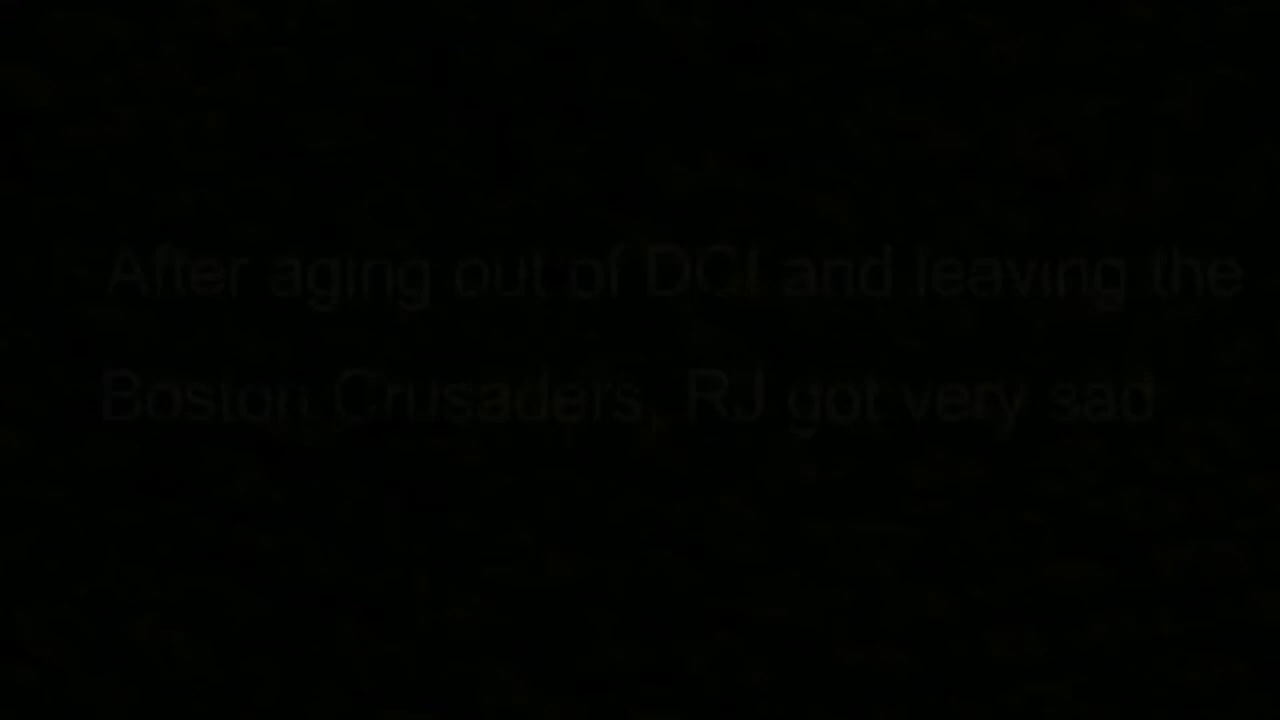 After aging out of DCI and leaving the
Boston Crusaders, RJ got very sad